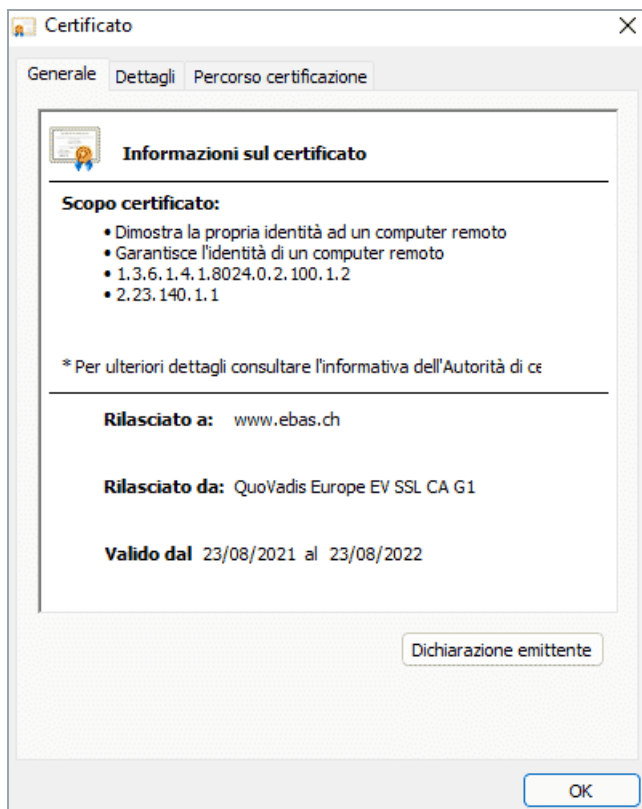 Certificato
Generale Dettagli Percorso certificazione
Informazioni sul certificato
Scopo certificato:
• Dimostra la propria identità ad un computer remoto
• Garantisce l'identità di un computer remoto
• 1.3.6.1.4.1.8024.0.2.100.1.2
• 2.23.140.1.1
* Per ulteriori dettagli consultare l'informativa dell'Autorità di ce
Rilasciato a: www.ebas.ch
Rilasciato da: QuoVadis Europe EV SSL CA G1
Valido dal 23/08/2021 al 23/08/2022
Dichiarazione emittente
OK